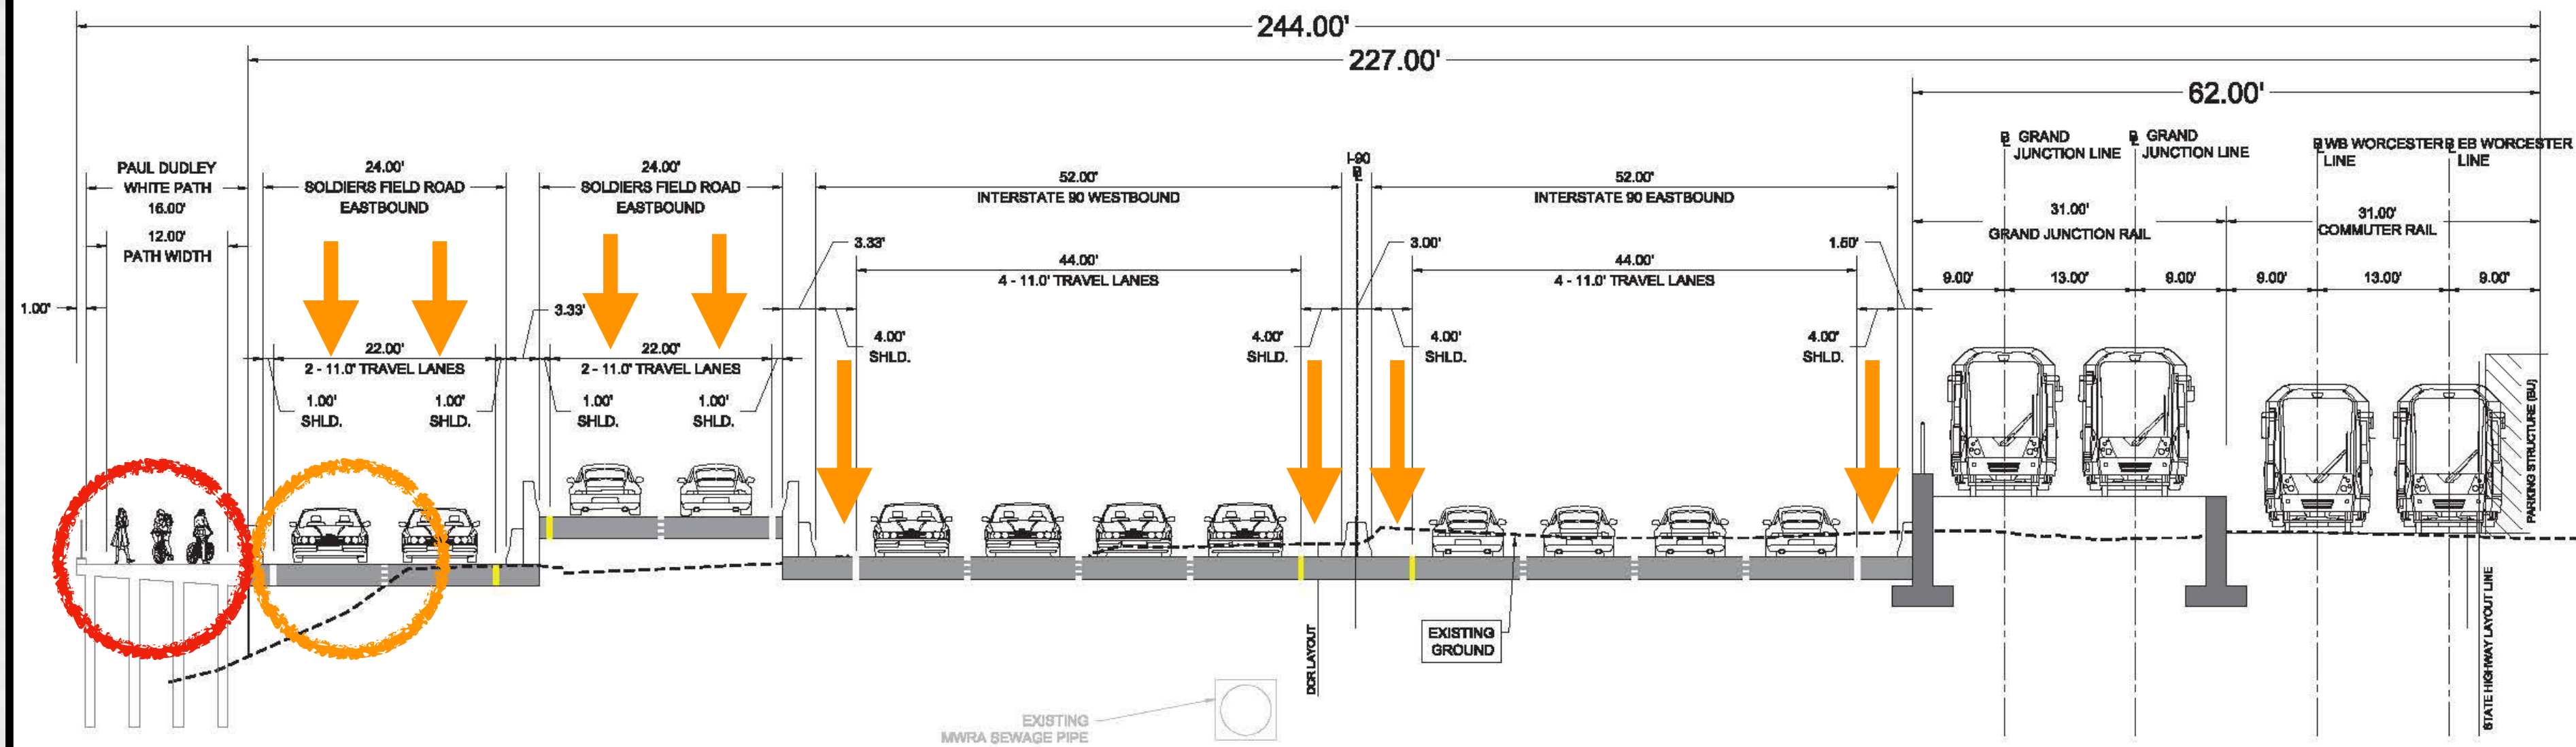 244.00'
227.00'
62.00'
PAUL DUDLEY
WHITE PATH
16.00'
12.00'
PATH WIDTH
1.00'
24.00'
SOLDIERS FIELD ROAD
EASTBOUND
22.00'
2 - 11.0' TRAVEL LANES
1.00'
SHLD.
1.00'
SHLD.
3.33'
24.00'
SOLDIERS FIELD ROAD
EASTBOUND
22.00'
2 - 11.0' TRAVEL LANES
1.00'
SHLD.
1.00'
SHLD.
3.33'
52.00'
INTERSTATE 90 WESTBOUND
44.00'
4 - 11.0' TRAVEL LANES
4.00'
SHLD.
4.00'
SHLD.
I-90
3.00'
52.00'
INTERSTATE 90 EASTBOUND
44.00'
4 - 11.0' TRAVEL LANES
4.00'
SHLD.
4.00'
SHLD.
1.50'
GRAND
JUNCTION LINE
GRAND
JUNCTION LINE
WB WORCESTER
LINE
EB WORCESTER
LINE
31.00'
GRAND JUNCTION RAIL
31.00'
COMMUTER RAIL
9.00'
13.00'
9.00'
9.00'
13.00'
9.00'
PARKING STRUCTURE (BU)
STATE HIGHWAY LAYOUT LINE
EXISTING
GROUND
DCR LAYOUT
EXISTING
MWRA SEWAGE PIPE